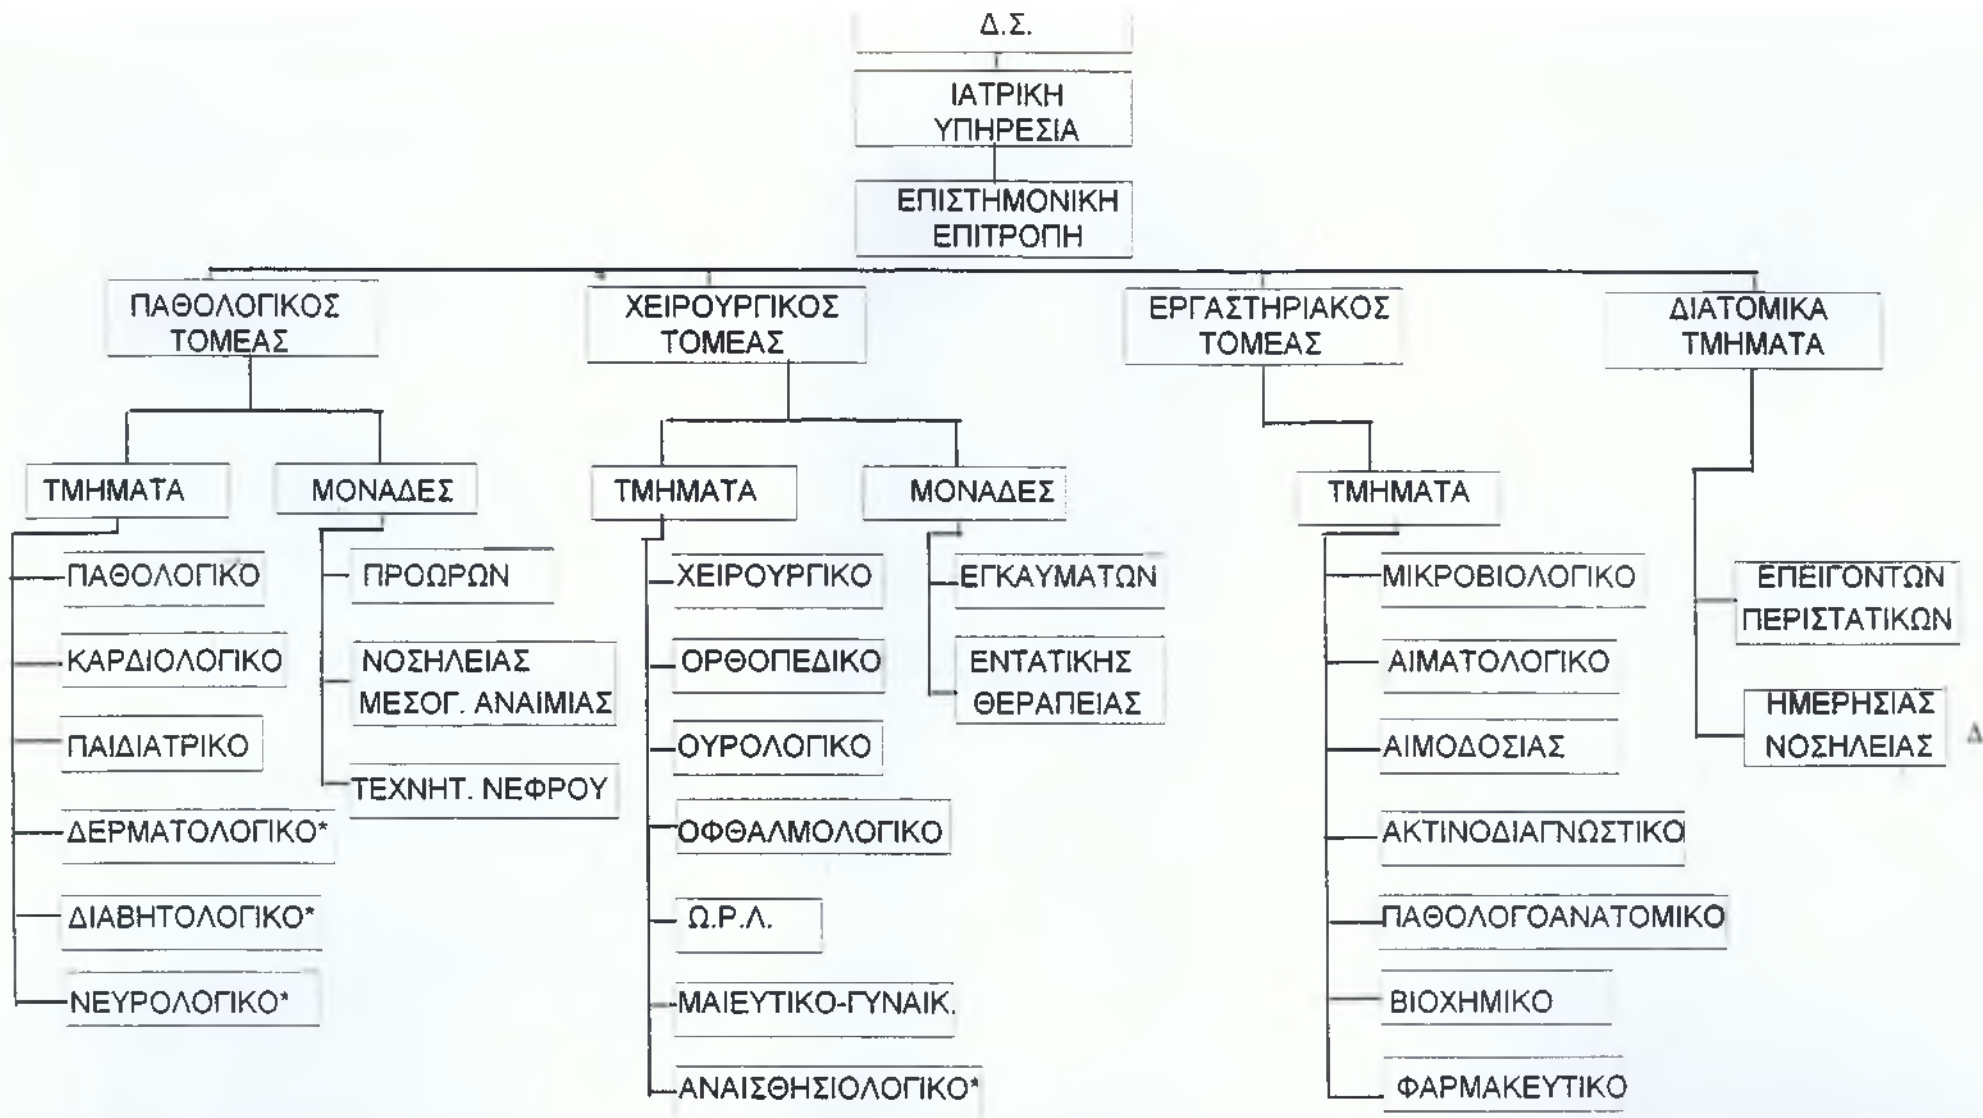 Δ.Σ.
ΙΑΤΡΙΚΗ
ΥΠΗΡΕΣΙΑ
ΕΠΙΣΤΗΜΟΝΙΚΗ
ΕΠΙΤΡΟΠΗ
ΠΑΘΟΛΟΓΙΚΟΣ
ΤΟΜΕΑΣ
ΤΜΗΜΑΤΑ
ΠΑΘΟΛΟΓΙΚΟ
ΚΑΡΔΙΟΛΟΓΙΚΟ
ΠΑΙΔΙΑΤΡΙΚΟ
ΔΕΡΜΑΤΟΛΟΓΙΚΟ*
ΔΙΑΒΗΤΟΛΟΓΙΚΟ*
ΝΕΥΡΟΛΟΓΙΚΟ*
ΜΟΝΑΔΕΣ
ΠΡΟΩΡΩΝ
ΝΟΣΗΛΕΙΑΣ
ΜΕΣΟΓ. ΑΝΑΙΜΙΑΣ
ΤΕΧΝΗΤ. ΝΕΦΡΟΥ
ΧΕΙΡΟΥΡΓΙΚΟΣ
ΤΟΜΕΑΣ
ΤΜΗΜΑΤΑ
ΧΕΙΡΟΥΡΓΙΚΟ
ΟΡΘΟΠΕΔΙΚΟ
ΟΥΡΟΛΟΓΙΚΟ
ΟΦΘΑΛΜΟΛΟΓΙΚΟ
Ω.Ρ.Λ.
ΜΑΙΕΥΤΙΚΟ-ΓΥΝΑΙΚ.
ΑΝΑΙΣΘΗΣΙΟΛΟΓΙΚΟ*
ΜΟΝΑΔΕΣ
ΕΓΚΑΥΜΑΤΩΝ
ΕΝΤΑΤΙΚΗΣ
ΘΕΡΑΠΕΙΑΣ
ΕΡΓΑΣΤΗΡΙΑΚΟΣ
ΤΟΜΕΑΣ
ΤΜΗΜΑΤΑ
ΜΙΚΡΟΒΙΟΛΟΓΙΚΟ
ΑΙΜΑΤΟΛΟΓΙΚΟ
ΑΙΜΟΔΟΣΙΑΣ
ΑΚΤΙΝΟΔΙΑΓΝΩΣΤΙΚΟ
ΠΑΘΟΛΟΓΟΑΝΑΤΟΜΙΚΟ
ΒΙΟΧΗΜΙΚΟ
ΦΑΡΜΑΚΕΥΤΙΚΟ
ΔΙΑΤΟΜΙΚΑ
ΤΜΗΜΑΤΑ
ΕΠΕΙΓΟΝΤΩΝ
ΠΕΡΙΣΤΑΤΙΚΩΝ
ΗΜΕΡΗΣΙΑΣ
ΝΟΣΗΛΕΙΑΣ
Δ